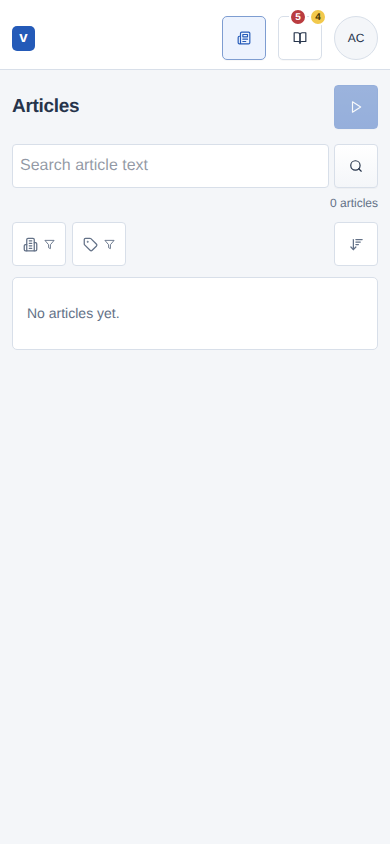 v
5
4
AC
Articles
Search article text
0 articles
No articles yet.